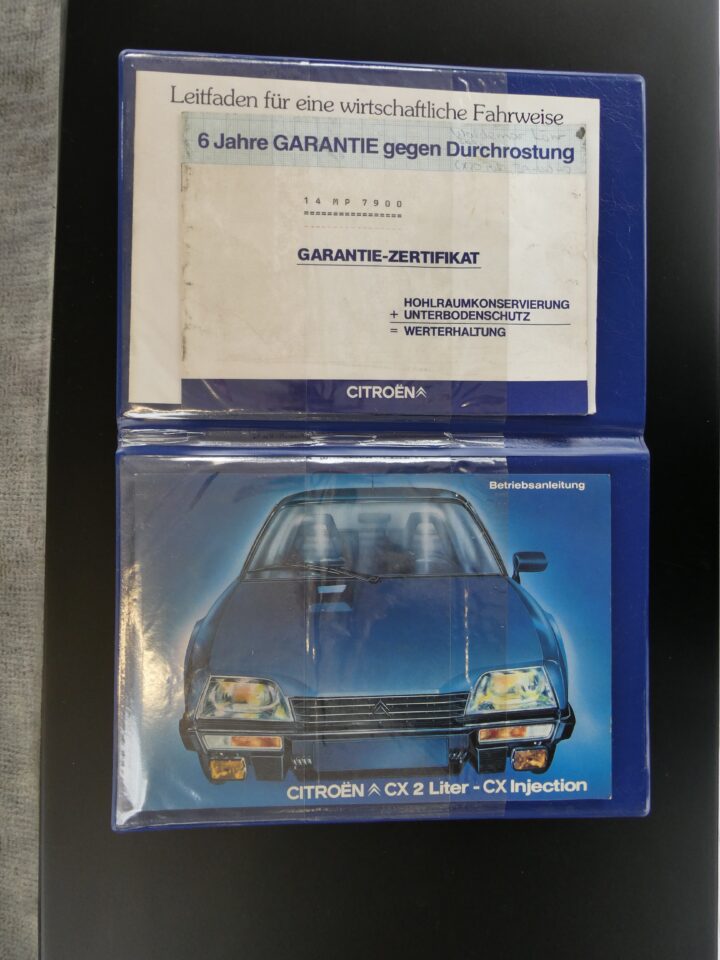 Leitfaden für eine wirtschaftliche Fahrweise
6 Jahre GARANTIE gegen Durchrostung
14 MP 7900
=================
GARANTIE-ZERTIFIKAT
HOHLRAUMKONSERVIERUNG
+ UNTERBODENSCHUTZ
= WERTERHALTUNG
CITROËN
Betriebsanleitung
CITROËN CX 2 Liter - CX Injection